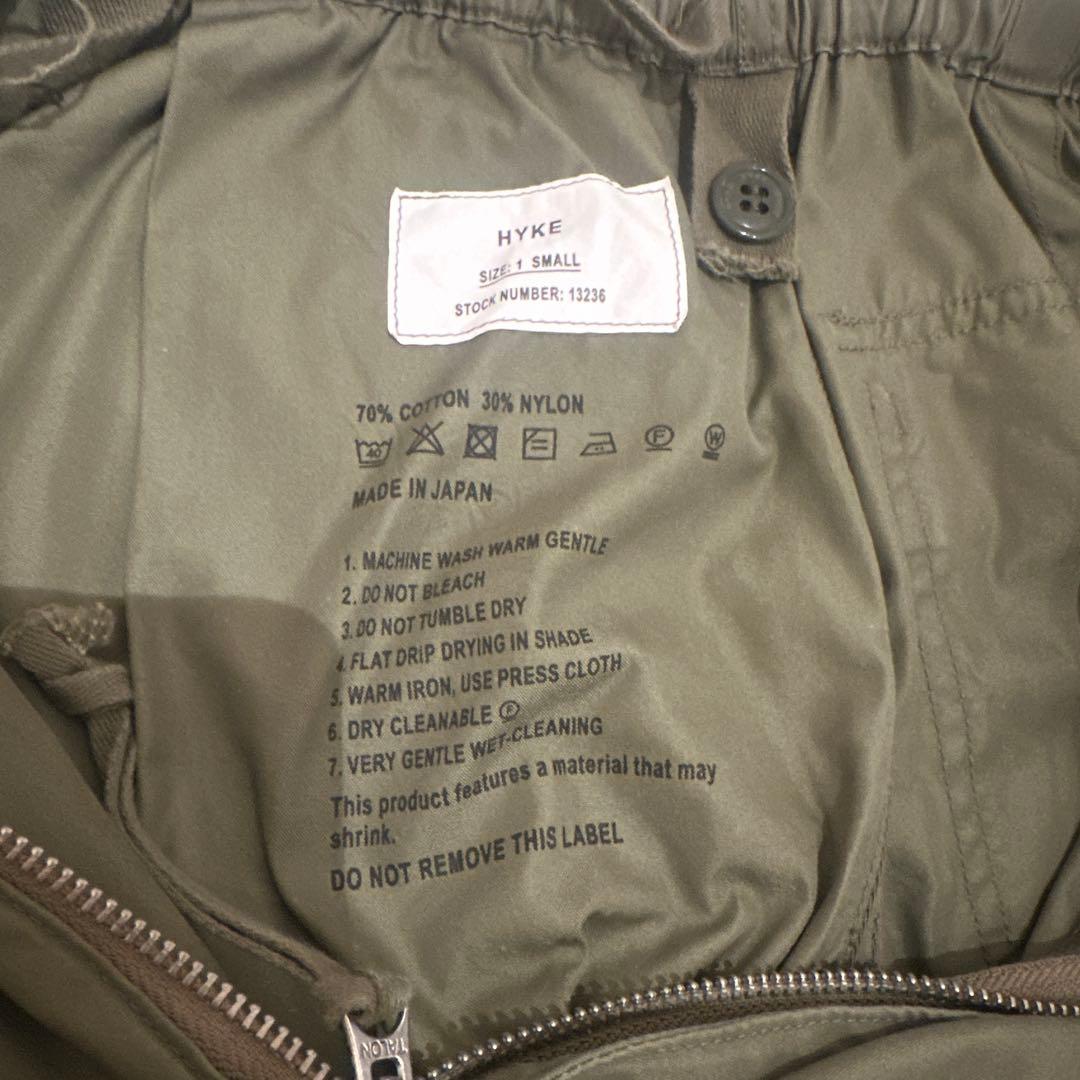 HYKE
SIZE: 1 SMALL
STOCK NUMBER: 13236
70% COTTON 30% NYLON
40 F W
MADE IN JAPAN
1. MACHINE WASH WARM GENTLE
2. DO NOT BLEACH
3. DO NOT TUMBLE DRY
4. FLAT DRIP DRYING IN SHADE
5. WARM IRON, USE PRESS CLOTH
6. DRY CLEANABLE Ⓕ
7. VERY GENTLE WET-CLEANING
This product features a material that may
shrink.
DO NOT REMOVE THIS LABEL
TALON